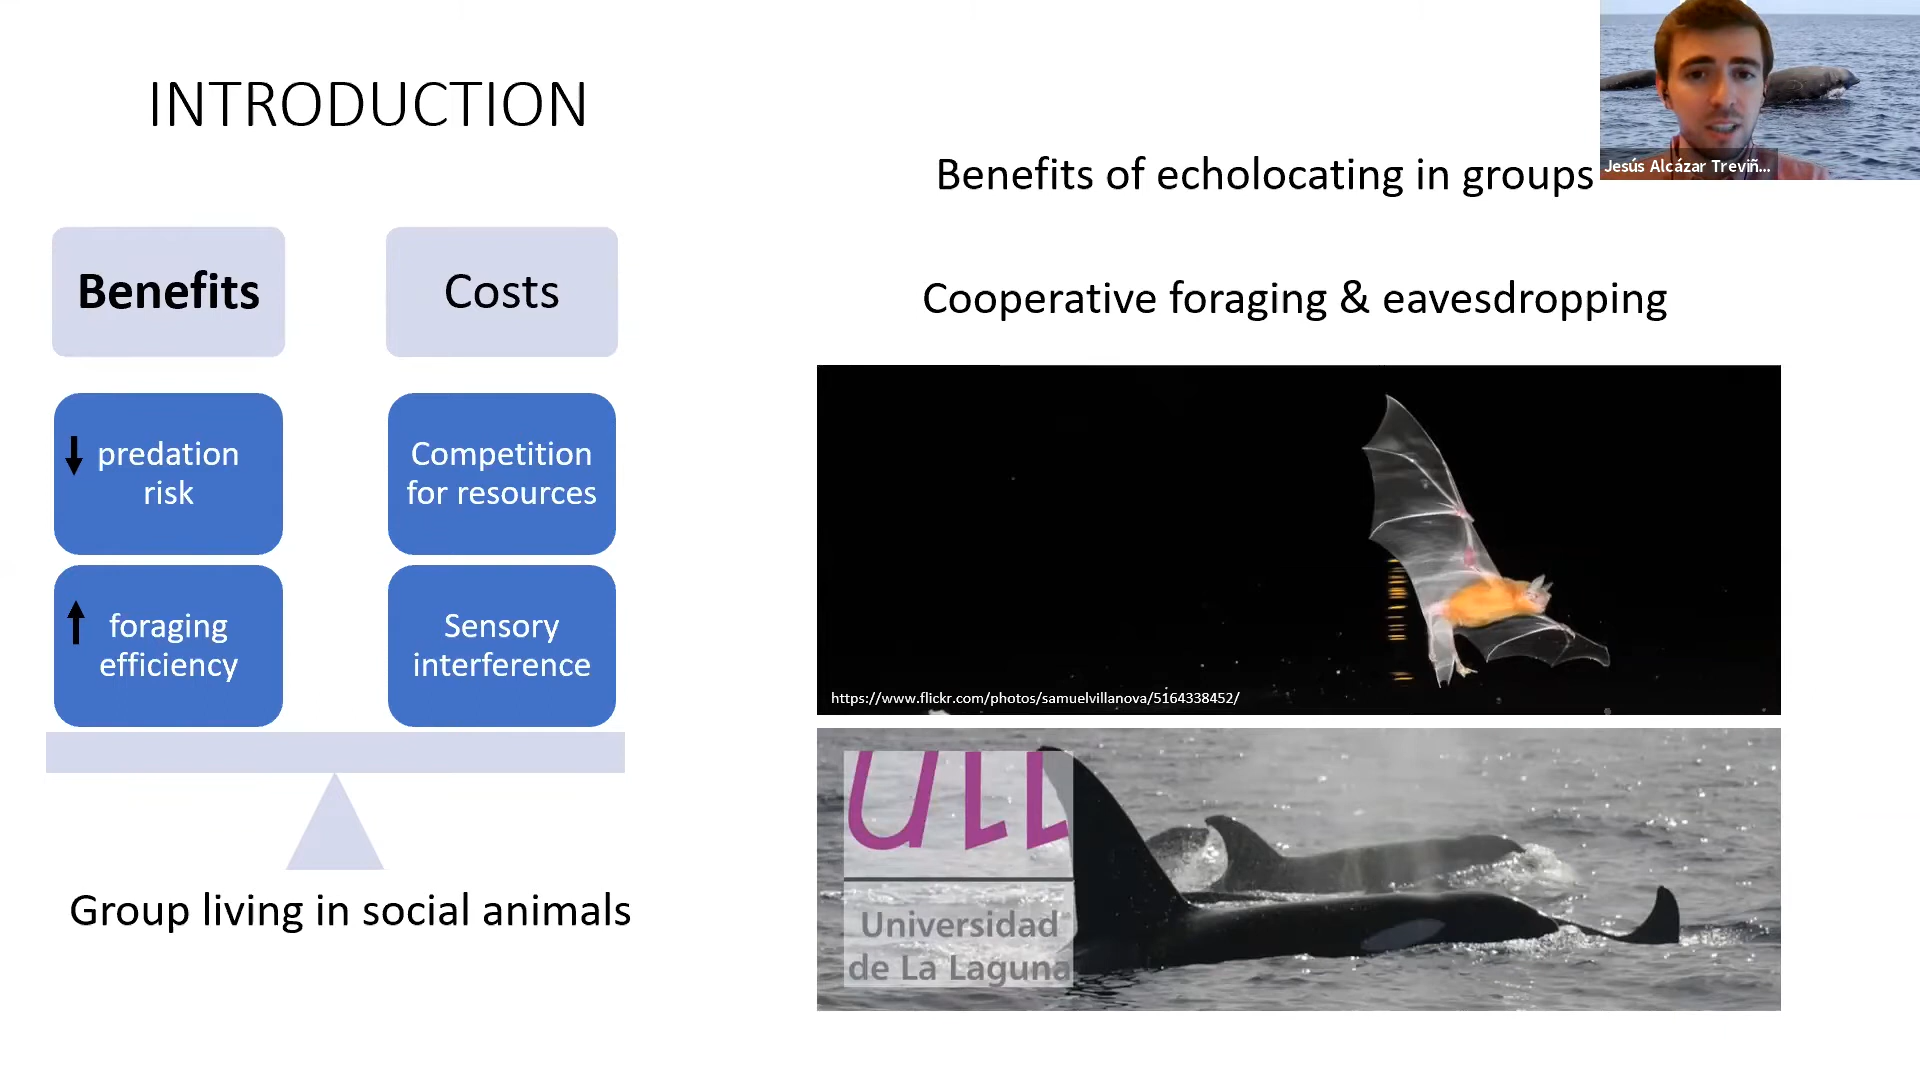 INTRODUCTION
Jesús Alcázar Treviñ...
Benefits of echolocating in groups
Benefits
Costs
Cooperative foraging & eavesdropping
predation
risk
Competition
for resources
foraging
efficiency
Sensory
interference
https://www.flickr.com/photos/samuelvillanova/5164338452/
Group living in social animals
ULL
Universidad
de La Laguna